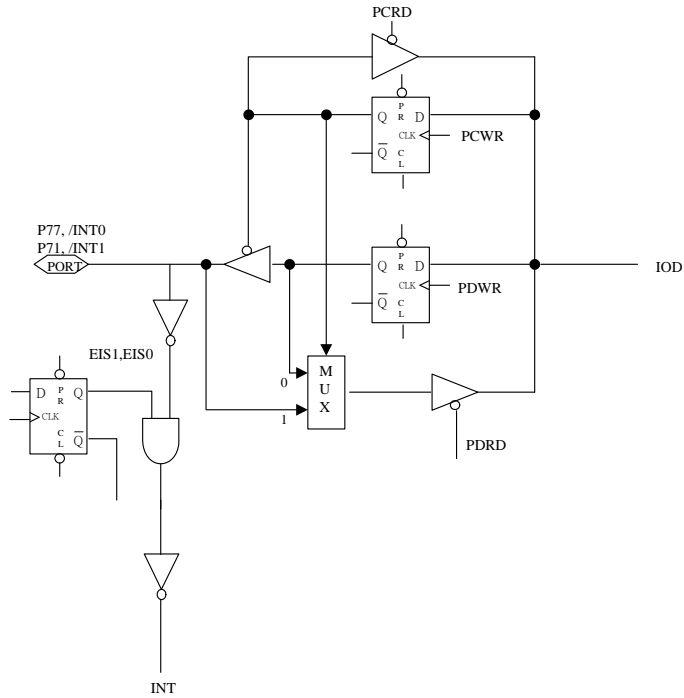 PCRD
P
R
Q
D
CLK
PCWR
Q
C
L
P77, /INT0
P71, /INT1
PORT
P
R
Q
D
IOD
CLK
PDWR
Q
C
L
EIS1,EIS0
0
1
M
U
X
PDRD
D
P
R
Q
CLK
C
L
Q
INT